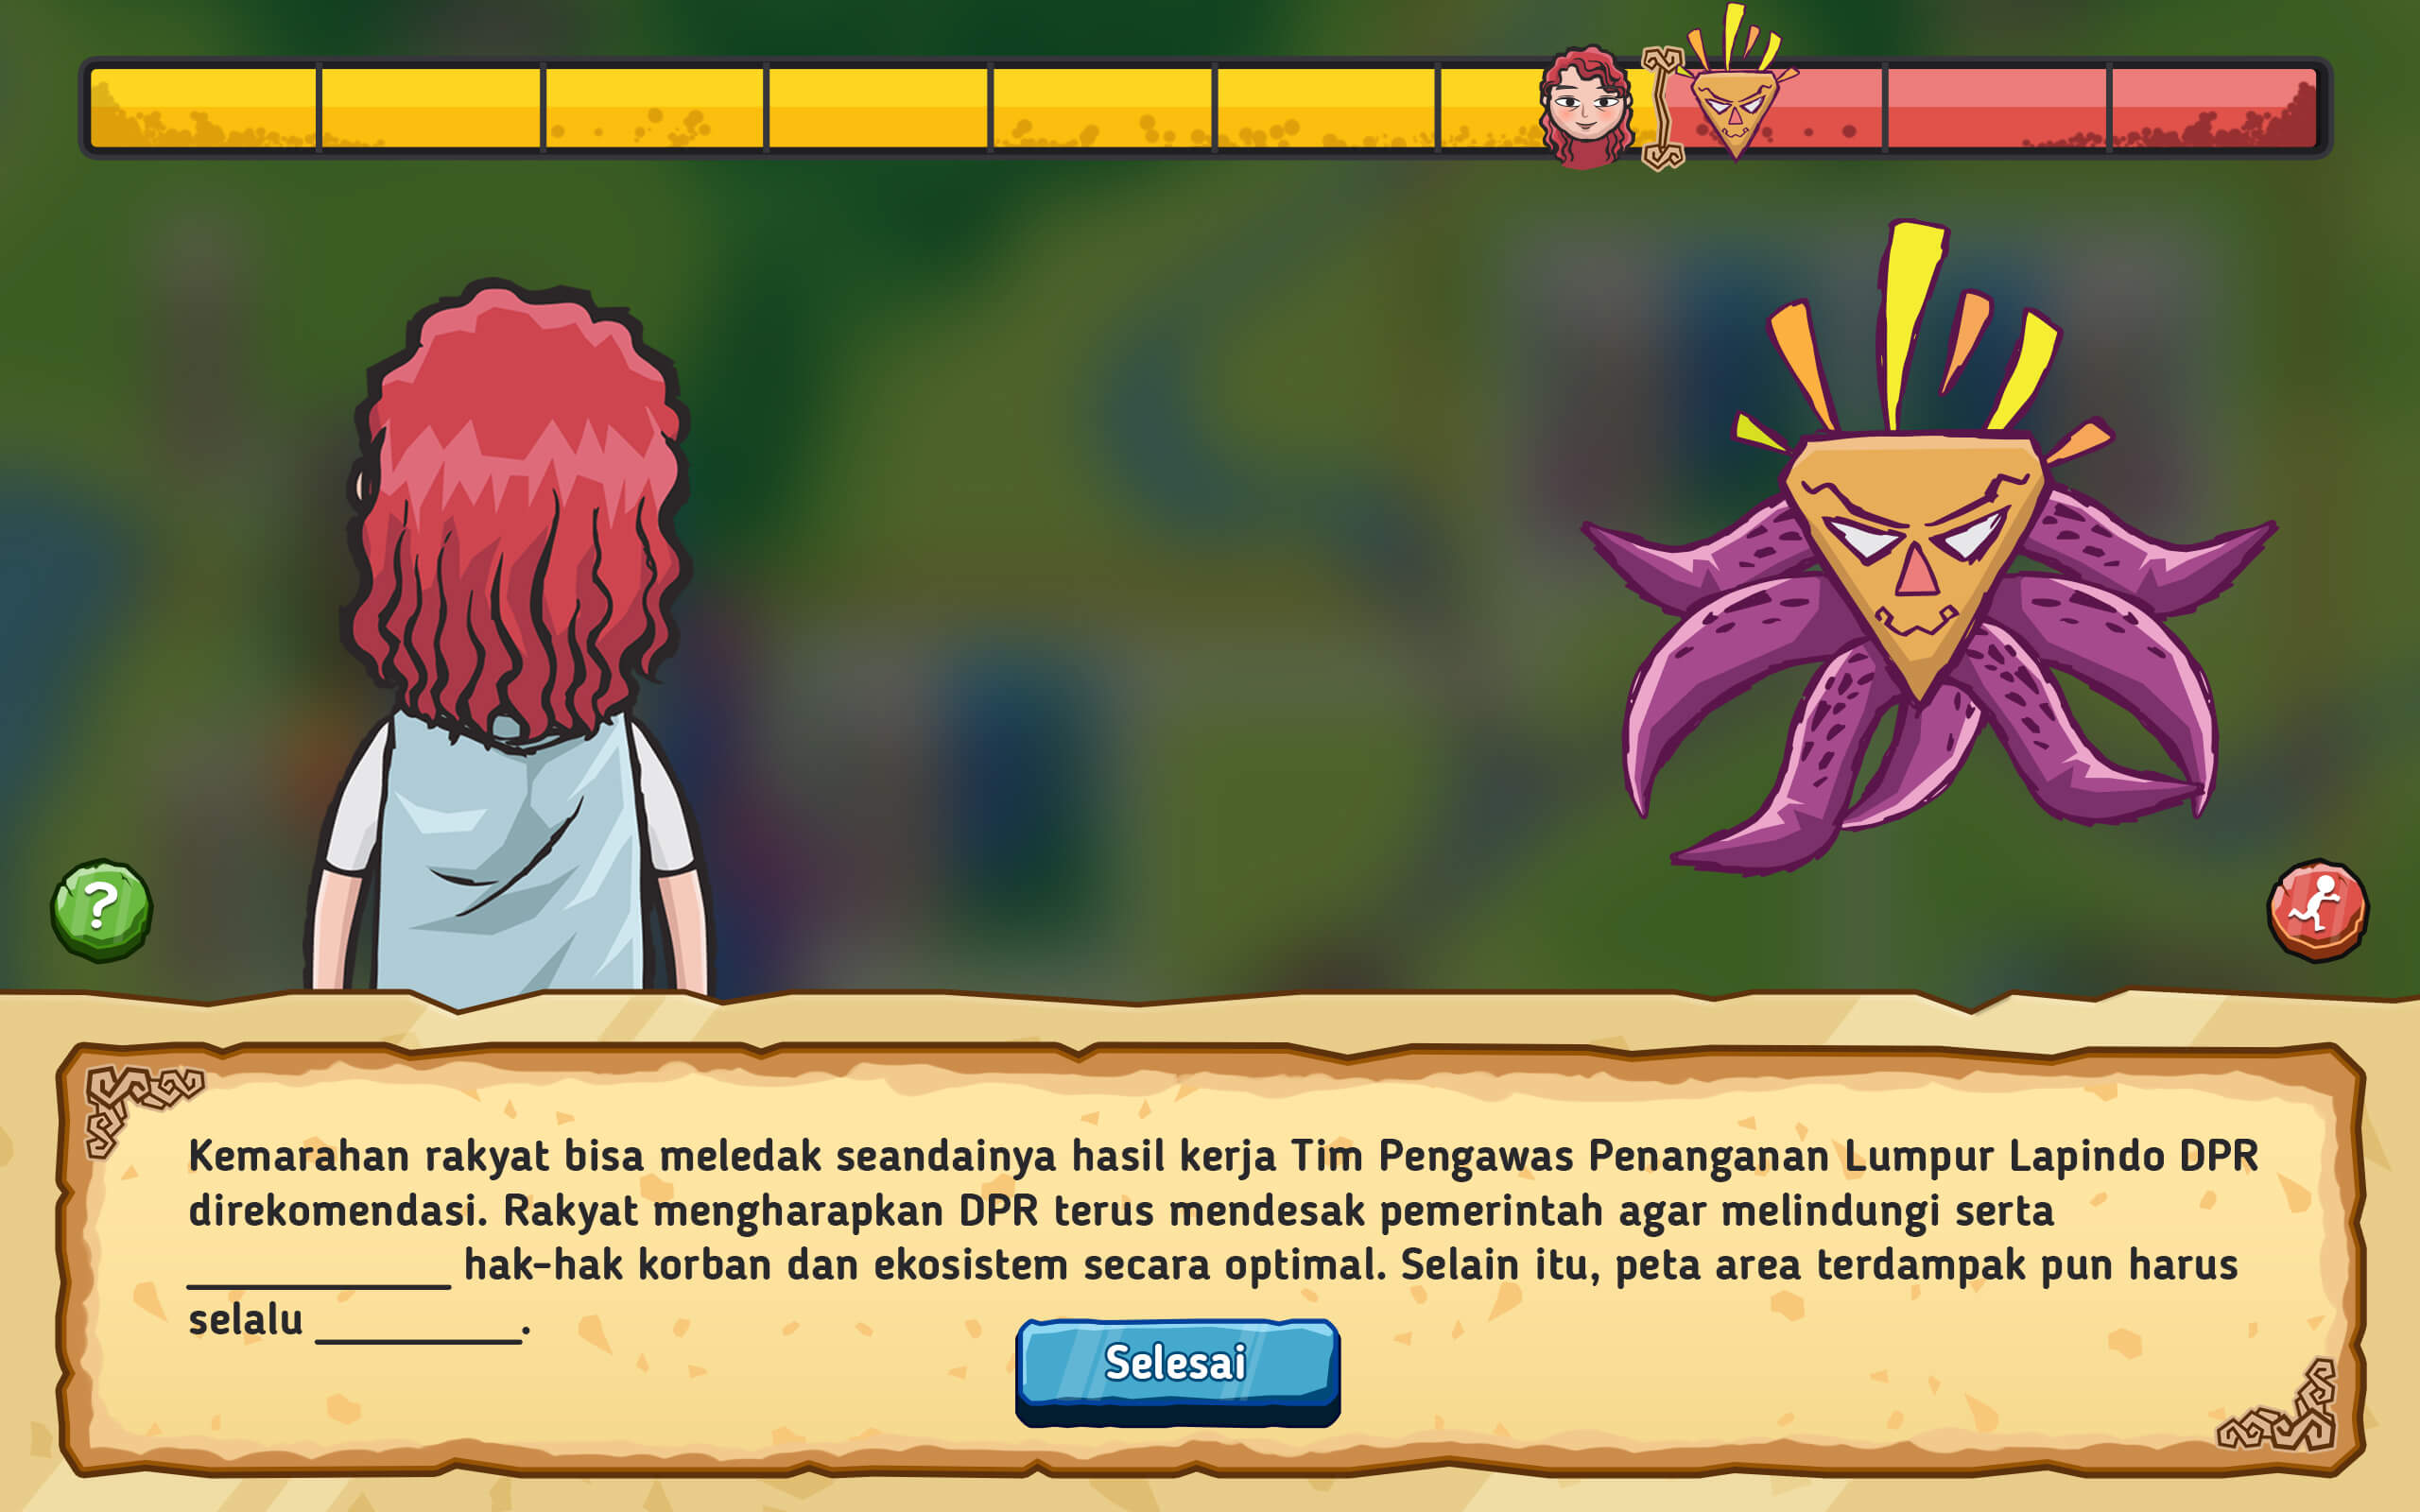 ?
Kemarahan rakyat bisa meledak seandainya hasil kerja Tim Pengawas Penanganan Lumpur Lapindo DPR
direkomendasi. Rakyat mengharapkan DPR terus mendesak pemerintah agar melindungi serta
____________ hak-hak korban dan ekosistem secara optimal. Selain itu, peta area terdampak pun harus
selalu _________.
Selesai